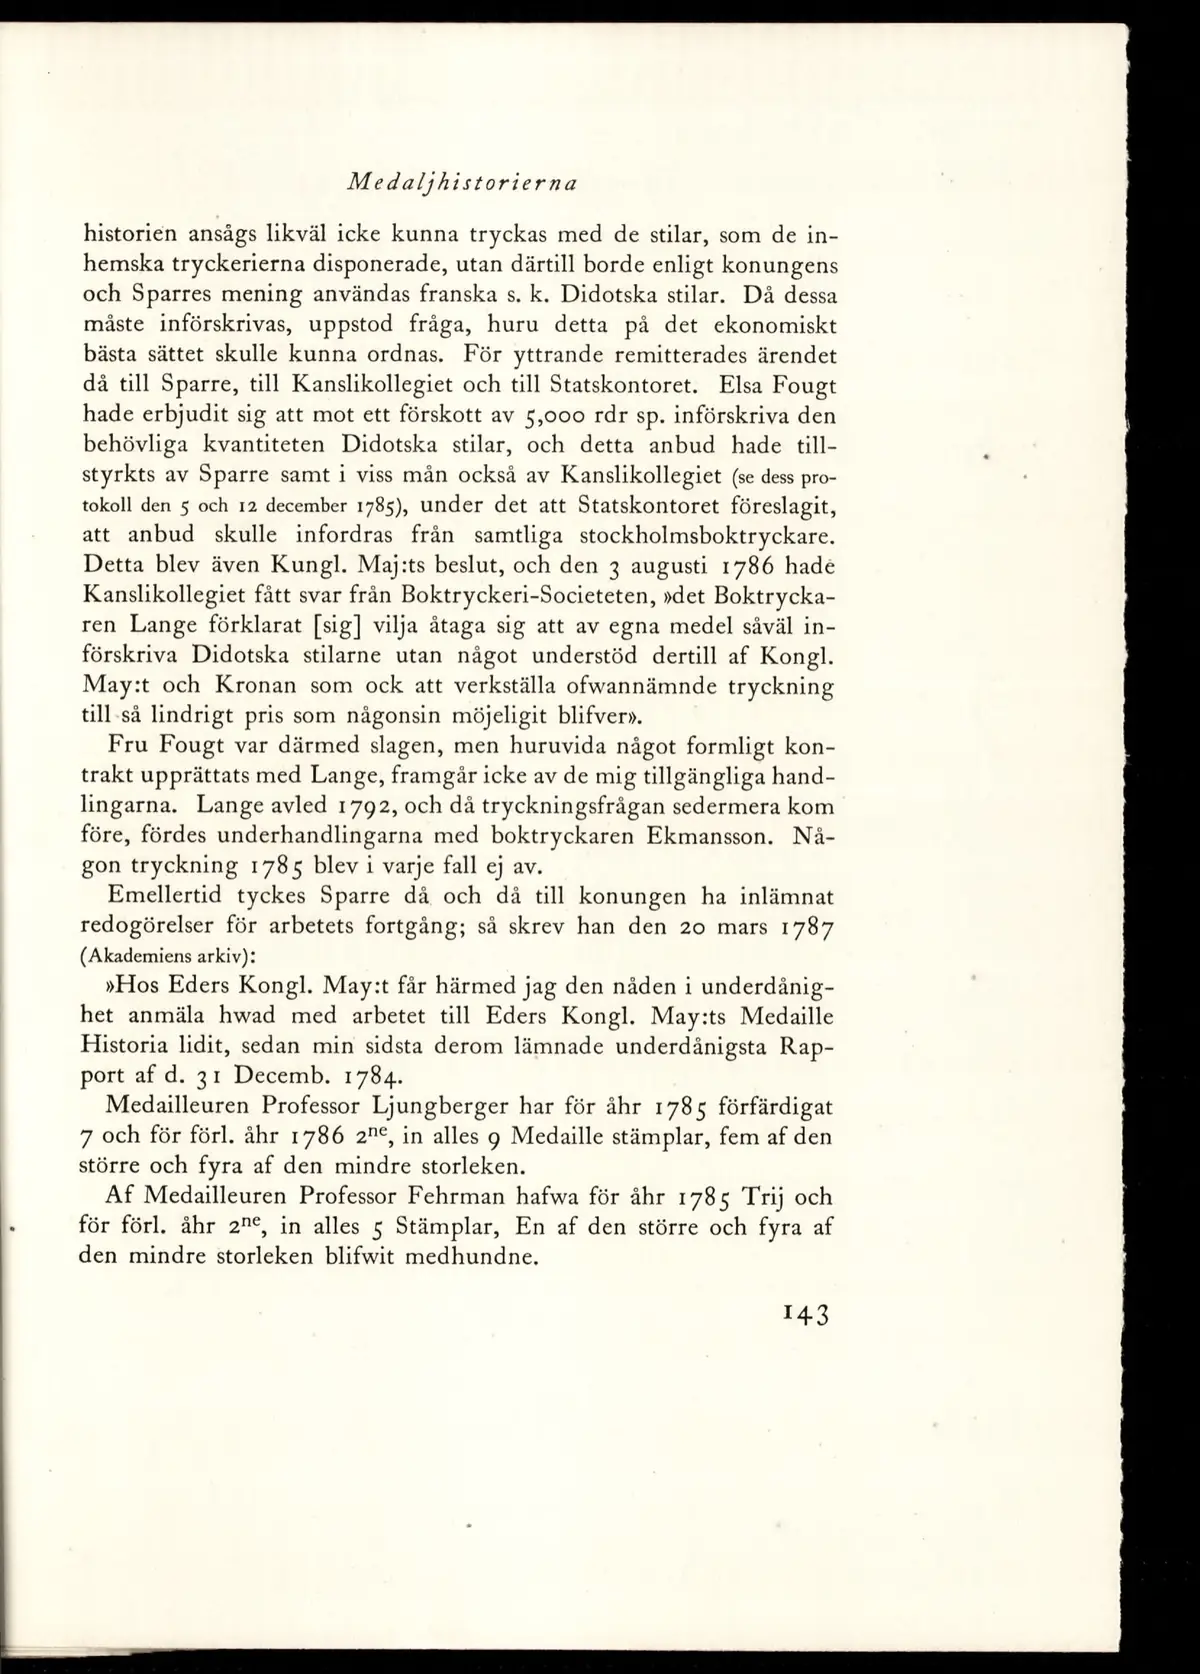 Medaljhistorierna
historien ansågs likväl icke kunna tryckas med de stilar, som de in-
hemska tryckerierna disponerade, utan därtill borde enligt konungens
och Sparres mening användas franska s. k. Didotska stilar. Då dessa
måste införskrivas, uppstod fråga, huru detta på det ekonomiskt
bästa sättet skulle kunna ordnas. För yttrande remitterades ärendet
då till Sparre, till Kanslikollegiet och till Statskontoret. Elsa Fougt
hade erbjudit sig att mot ett förskott av 5,000 rdr sp. införskriva den
behövliga kvantiteten Didotska stilar, och detta anbud hade till-
styrkts av Sparre samt i viss mån också av Kanslikollegiet (se dess pro-
tokoll den 5 och 12 december 1785), under det att Statskontoret föreslagit,
att anbud skulle infordras från samtliga stockholmsboktryckare.
Detta blev även Kungl. Maj:ts beslut, och den 3 augusti 1786 hade
Kanslikollegiet fått svar från Boktryckeri-Societeten, »det Boktrycka-
ren Lange förklarat [sig] vilja åtaga sig att av egna medel såväl in-
förskriva Didotska stilarne utan något understöd dertill af Kongl.
May:t och Kronan som ock att verkställa ofwannämnde tryckning
till så lindrigt pris som någonsin möjeligit blifver».
Fru Fougt var därmed slagen, men huruvida något formligt kon-
trakt upprättats med Lange, framgår icke av de mig tillgängliga hand-
lingarna. Lange avled 1792, och då tryckningsfrågan sedermera kom
före, fördes underhandlingarna med boktryckaren Ekmansson. Nå-
gon tryckning 1785 blev i varje fall ej av.
Emellertid tyckes Sparre då och då till konungen ha inlämnat
redogörelser för arbetets fortgång; så skrev han den 20 mars 1787
(Akademiens arkiv):
»Hos Eders Kongl. May:t får härmed jag den nåden i underdånig-
het anmäla hwad med arbetet till Eders Kongl. May:ts Medaille
Historia lidit, sedan min sidsta derom lämnade underdånigsta Rap-
port af d. 31 Decemb. 1784.
Medailleuren Professor Ljungberger har för åhr 1785 förfärdigat
7 och för förl. åhr 1786 2ne, in alles 9 Medaille stämplar, fem af den
större och fyra af den mindre storleken.
Af Medailleuren Professor Fehrman hafwa för åhr 1785 Trij och
för förl. åhr 2ne, in alles 5 Stämplar, En af den större och fyra af
den mindre storleken blifwit medhundne.
143